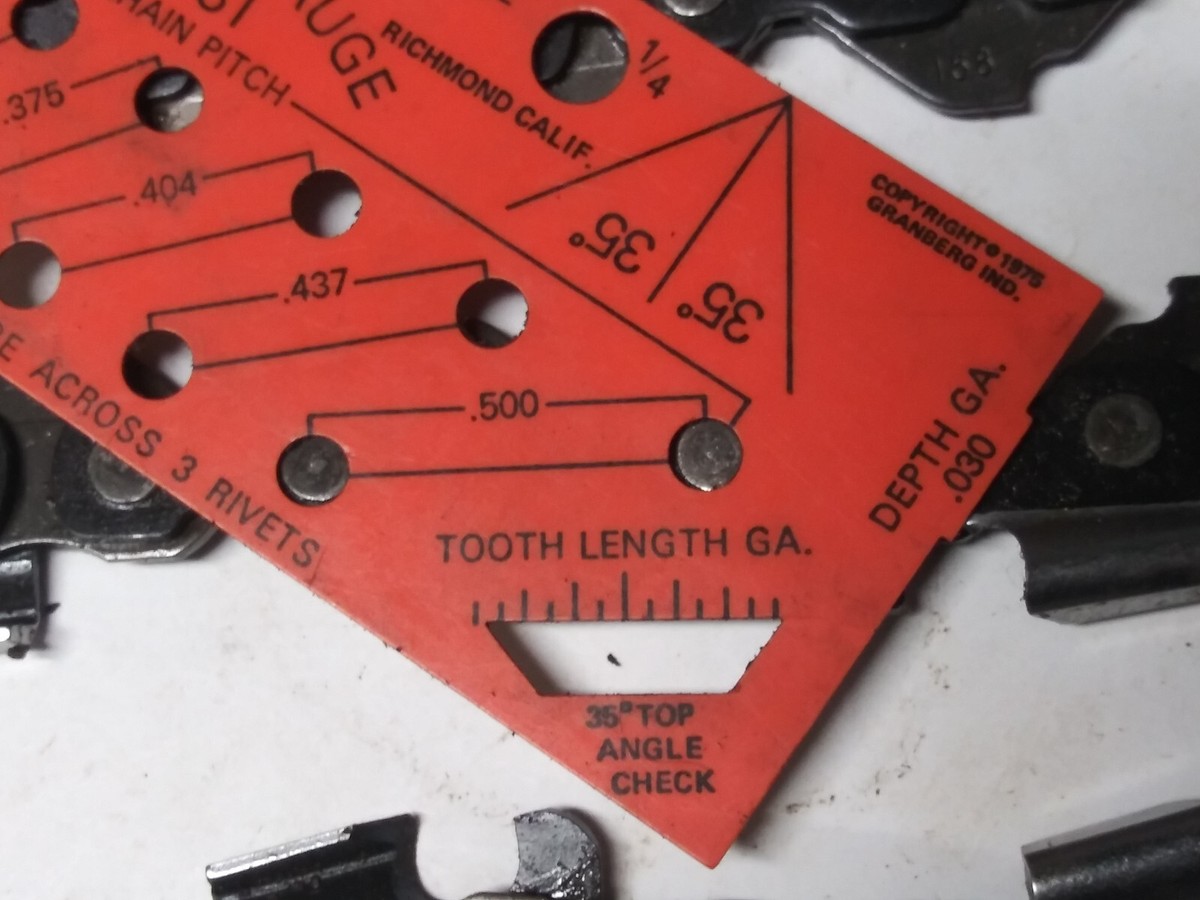 CHAIN PITCH
RICHMOND CALIF.
1/4
.375
.404
.437
.500
35°
35°
COPYRIGHT © 1975
GRANBERG IND.
DEPTH GA.
.030
ACROSS 3 RIVETS
TOOTH LENGTH GA.
35° TOP
ANGLE
CHECK